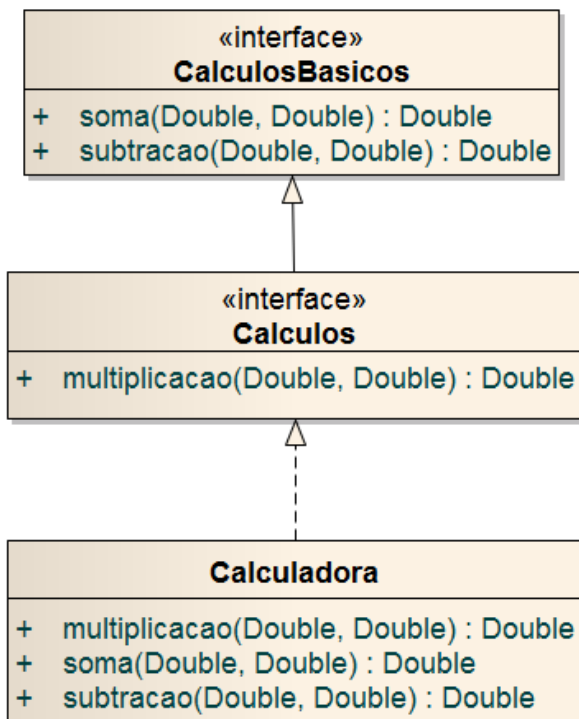 «interface»
CalculosBasicos
+ soma(Double, Double) : Double
+ subtracao(Double, Double) : Double
«interface»
Calculos
+ multiplicacao(Double, Double) : Double
Calculadora
+ multiplicacao(Double, Double) : Double
+ soma(Double, Double) : Double
+ subtracao(Double, Double) : Double